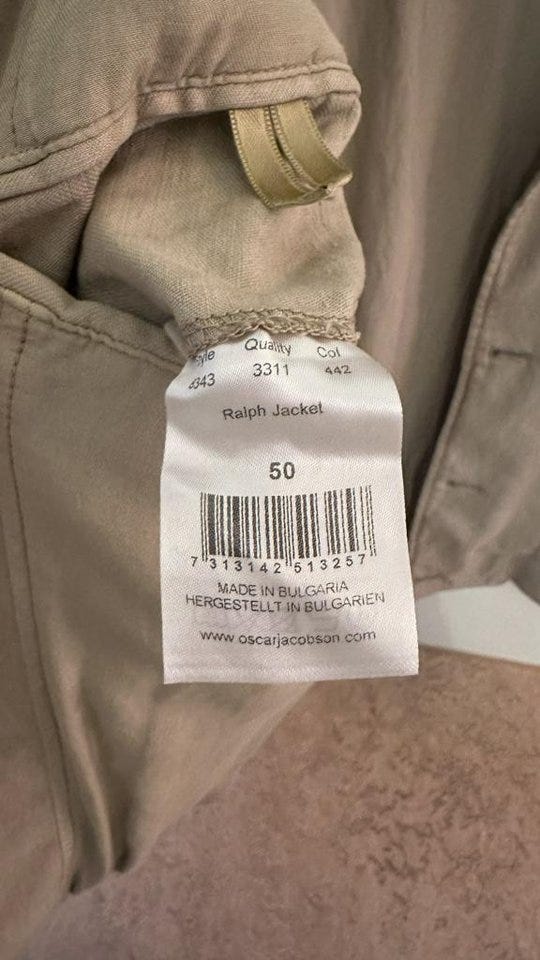 Quality Col
3311 442
Ralph Jacket
50
7 313142 513257
MADE IN BULGARIA
HERGESTELLT IN BULGARIEN
www.oscarjacobson.com